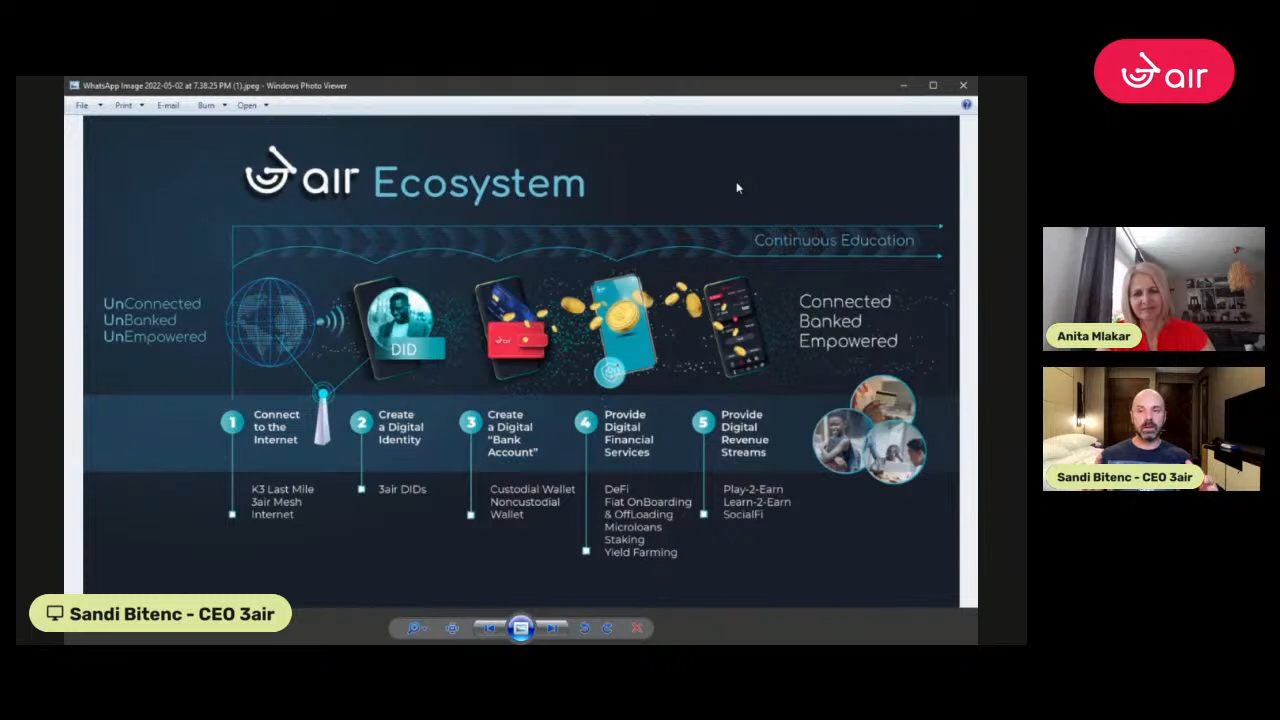 3air
WhatsApp Image 2022-05-02 at 7.38.25 PM (1).jpeg - Windows Photo Viewer
File Print E-mail Burn Open
3air Ecosystem
Continuous Education
UnConnected
UnBanked
UnEmpowered
DID
3air
Connected
Banked
Empowered
1 Connect
to the
Internet
2 Create
a Digital
Identity
3 Create
a Digital
"Bank
Account"
4 Provide
Digital
Financial
Services
5 Provide
Digital
Revenue
Streams
K3 Last Mile
3air Mesh
Internet
3air DIDs
Custodial Wallet
Noncustodial
Wallet
DeFi
Fiat OnBoarding
& OffLoading
Microloans
Staking
Yield Farming
Play-2-Earn
Learn-2-Earn
SocialFi
Anita Mlakar
Sandi Bitenc - CEO 3air
Sandi Bitenc - CEO 3air